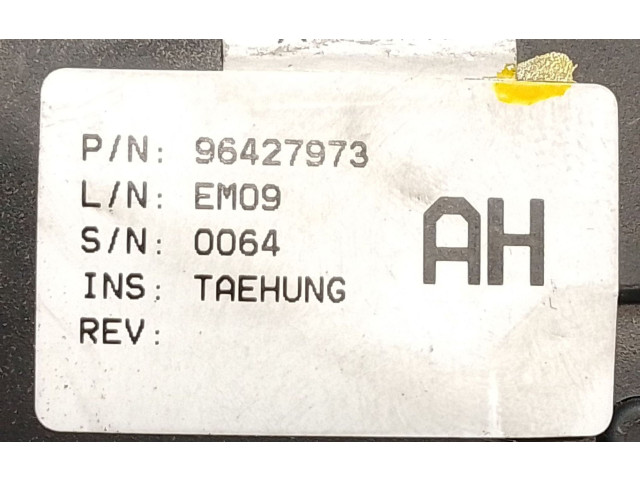 P/N: 96427973
L/N: EM09
S/N: 0064
INS: TAEHUNG
REV:
AH